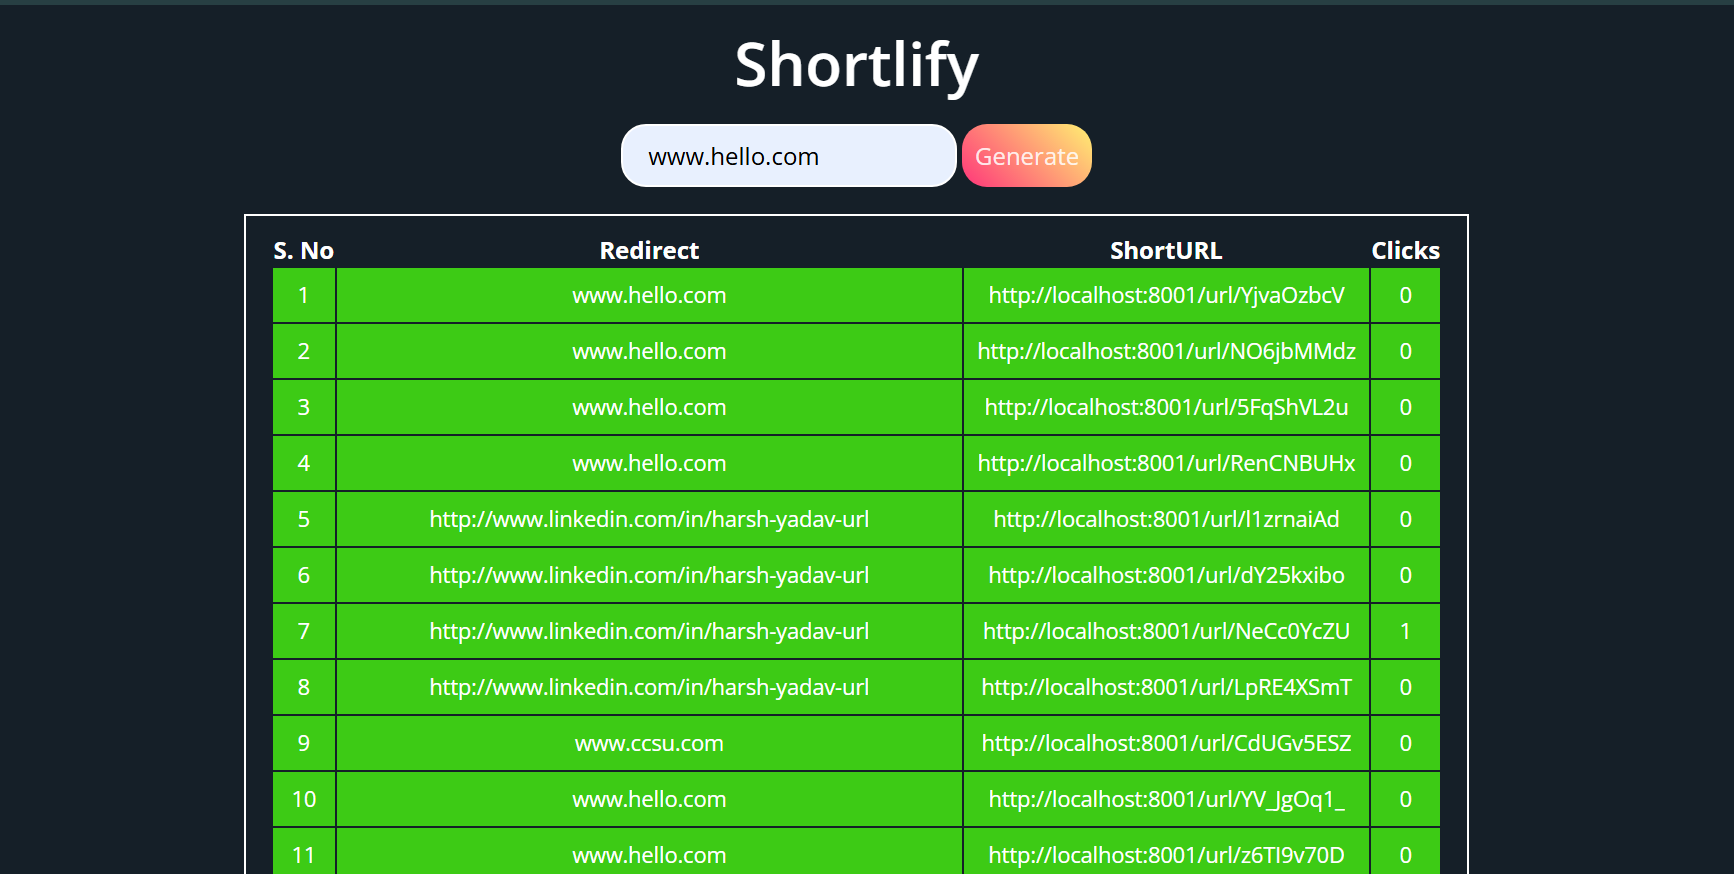 Shortlify
www.hello.com Generate
S. No Redirect ShortURL Clicks
1 www.hello.com http://localhost:8001/url/YjvaOzbcV 0
2 www.hello.com http://localhost:8001/url/NO6jbMMdz 0
3 www.hello.com http://localhost:8001/url/5FqShVL2u 0
4 www.hello.com http://localhost:8001/url/RenCNBUHx 0
5 http://www.linkedin.com/in/harsh-yadav-url http://localhost:8001/url/l1zrnaiAd 0
6 http://www.linkedin.com/in/harsh-yadav-url http://localhost:8001/url/dY25kxibo 0
7 http://www.linkedin.com/in/harsh-yadav-url http://localhost:8001/url/NeCc0YcZU 1
8 http://www.linkedin.com/in/harsh-yadav-url http://localhost:8001/url/LpRE4XSmT 0
9 www.ccsu.com http://localhost:8001/url/CdUGv5ESZ 0
10 www.hello.com http://localhost:8001/url/YV_JgOq1_ 0
11 www.hello.com http://localhost:8001/url/z6TI9v70D 0